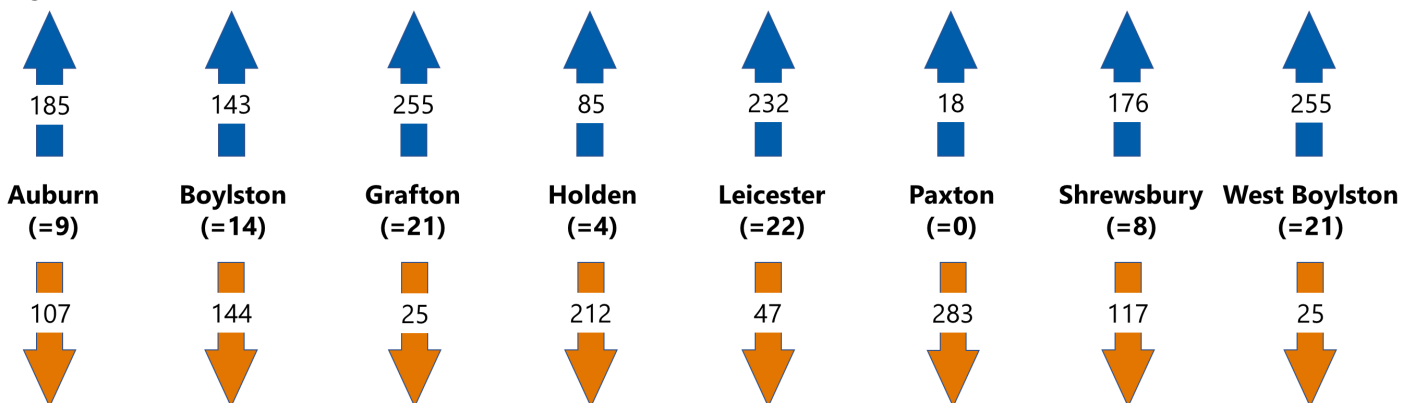 185 143 255 85 232 18 176 255
Auburn Boylston Grafton Holden Leicester Paxton Shrewsbury West Boylston
(=9) (=14) (=21) (=4) (=22) (=0) (=8) (=21)
107 144 25 212 47 283 117 25